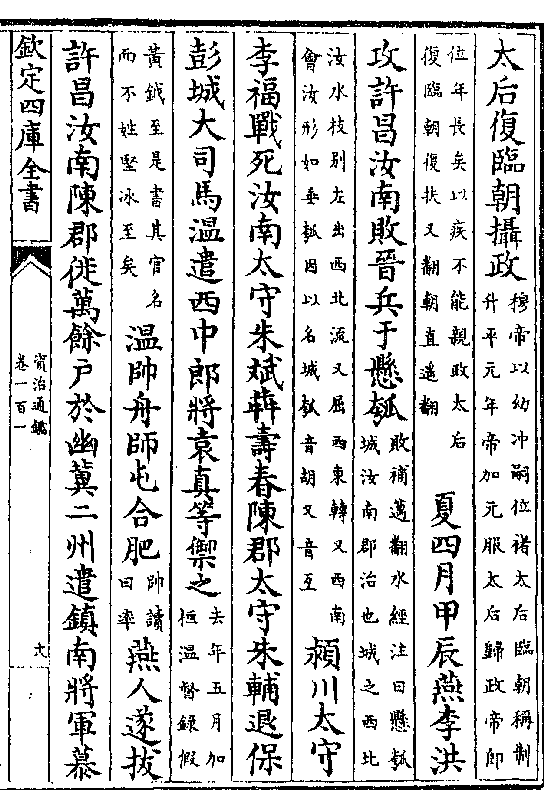 太后復臨朝攝政穆帝以幼冲嗣位褚太后臨朝稱制升平元年帝加元服太后歸政帝即
位年長矣以疾不能親政太后復臨朝復扶又翻朝直遥翻夏四月甲辰燕李洪
攻許昌汝南敗晉兵于懸瓠敗補邁翻水經注曰懸瓠城汝南郡治也城之西北
汝水枝别左出西北流又屈西東轉又西南會汝形如垂瓠因以名城瓠音胡又音互潁川太守
李福戰死汝南太守朱斌犇壽春陳郡太守朱輔退保
彭城大司馬温遣西中郎將袁真等禦之去年五月加桓温督錄假
黄鉞至是書其官名而不姓堅冰至矣温帥舟師屯合肥帥讀曰率燕人遂拔
許昌汝南陳郡徙萬餘户於幽冀二州遣鎮南將軍慕
欽定四庫全書
資治通鑑
卷一百一